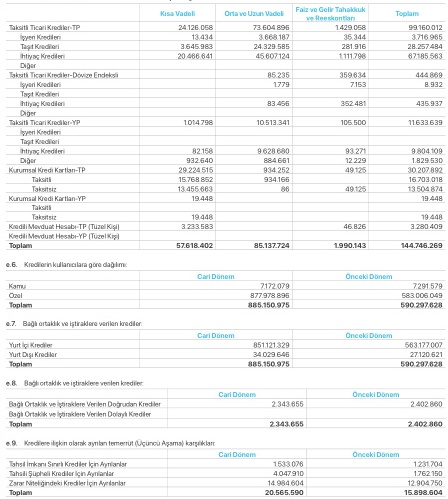 Kısa Vadeli Orta ve Uzun Vadeli Faiz ve Gelir Tahakkuk ve Reeskontları Toplam
Taksitli Ticari Krediler-TP 24.126.058 73.604.896 1.429.058 99.160.012
İşyeri Kredileri 13.434 3.668.187 35.344 3.716.965
Taşıt Kredileri 3.645.983 24.329.585 281.916 28.257.484
İhtiyaç Kredileri 20.466.641 45.607.124 1.111.798 67.185.563
Diğer
Taksitli Ticari Krediler-Dövize Endeksli 85.235 359.634 444.869
İşyeri Kredileri 1.779 7.153 8.932
Taşıt Kredileri
İhtiyaç Kredileri 83.456 352.481 435.937
Diğer
Taksitli Ticari Krediler-YP 1.014.798 10.513.341 105.500 11.633.639
İşyeri Kredileri
Taşıt Kredileri
İhtiyaç Kredileri 82.158 9.628.680 93.271 9.804.109
Diğer 932.640 884.661 12.229 1.829.530
Kurumsal Kredi Kartları-TP 29.224.515 934.252 49.125 30.207.892
Taksitli 15.768.852 934.166 16.703.018
Taksitsiz 13.455.663 86 49.125 13.504.874
Kurumsal Kredi Kartları-YP 19.448 19.448
Taksitli
Taksitsiz 19.448 19.448
Kredili Mevduat Hesabı-TP (Tüzel Kişi) 3.233.583 46.826 3.280.409
Kredili Mevduat Hesabı-YP (Tüzel Kişi)
Toplam 57.618.402 85.137.724 1.990.143 144.746.269
e.6. Kredilerin kullanıcılara göre dağılımı:
Cari Dönem Önceki Dönem
Kamu 7.172.079 7.291.579
Özel 877.978.896 583.006.049
Toplam 885.150.975 590.297.628
e.7. Bağlı ortaklık ve iştiraklere verilen krediler:
Cari Dönem Önceki Dönem
Yurt İçi Krediler 851.121.329 563.177.007
Yurt Dışı Krediler 34.029.646 27.120.621
Toplam 885.150.975 590.297.628
e.8. Bağlı ortaklık ve iştiraklere verilen krediler:
Cari Dönem Önceki Dönem
Bağlı Ortaklık ve İştiraklere Verilen Doğrudan Krediler 2.343.655 2.402.860
Bağlı Ortaklık ve İştiraklere Verilen Dolaylı Krediler
Toplam 2.343.655 2.402.860
e.9. Kredilere ilişkin olarak ayrılan temerrüt (Üçüncü Aşama) karşılıkları:
Cari Dönem Önceki Dönem
Tahsil İmkanı Sınırlı Krediler İçin Ayrılanlar 1.533.076 1.231.704
Tahsili Şüpheli Krediler İçin Ayrılanlar 4.047.910 1.762.150
Zarar Niteliğindeki Krediler İçin Ayrılanlar 14.984.604 12.904.750
Toplam 20.565.590 15.898.604